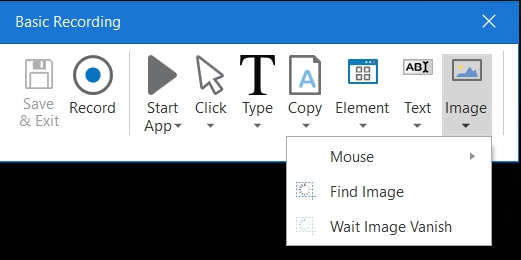 Basic Recording
Save
& Exit
Record
Start
App
Click
T
Type
A
Copy
Element
AB
Text
Image
Mouse
Find Image
Wait Image Vanish